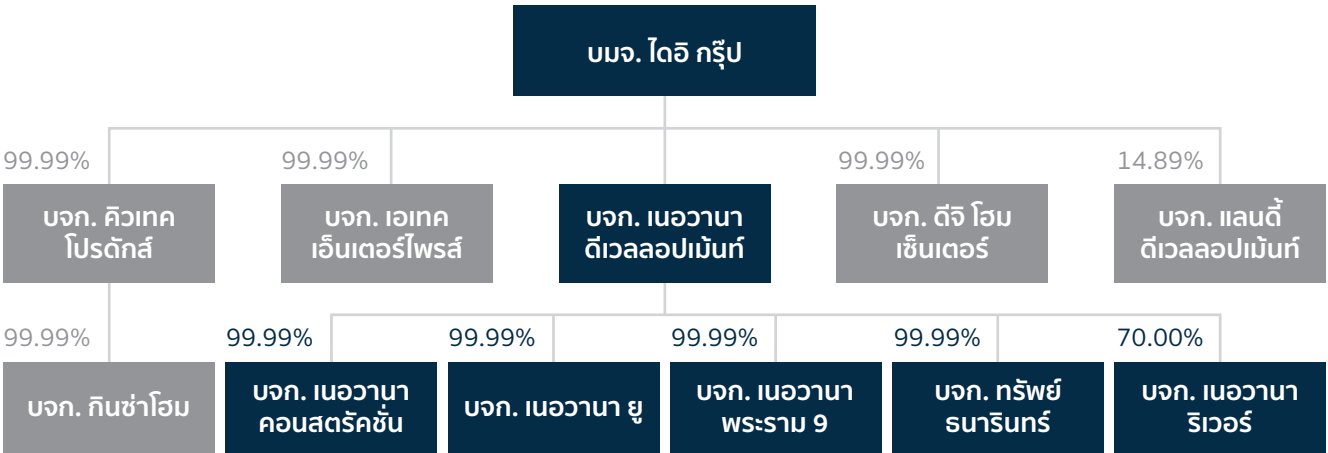 บมจ. ไดอิ กรุ๊ป
99.99%
99.99%
99.99%
14.89%
บจก. คิวเทค
โปรดักส์
บจก. เอเทค
เอ็นเตอร์ไพรส์
บจก. เนอวานา
ดีเวลลอปเม้นท์
บจก. ดีจิ โฮม
เซ็นเตอร์
บจก. แลนดี้
ดีเวลลอปเม้นท์
99.99%
99.99%
99.99%
99.99%
99.99%
70.00%
บจก. กินซ่าโฮม
บจก. เนอวานา
คอนสตรัคชั่น
บจก. เนอวานา ยู
บจก. เนอวานา
พระราม 9
บจก. ทรัพย์
ธนารินทร์
บจก. เนอวานา
ริเวอร์